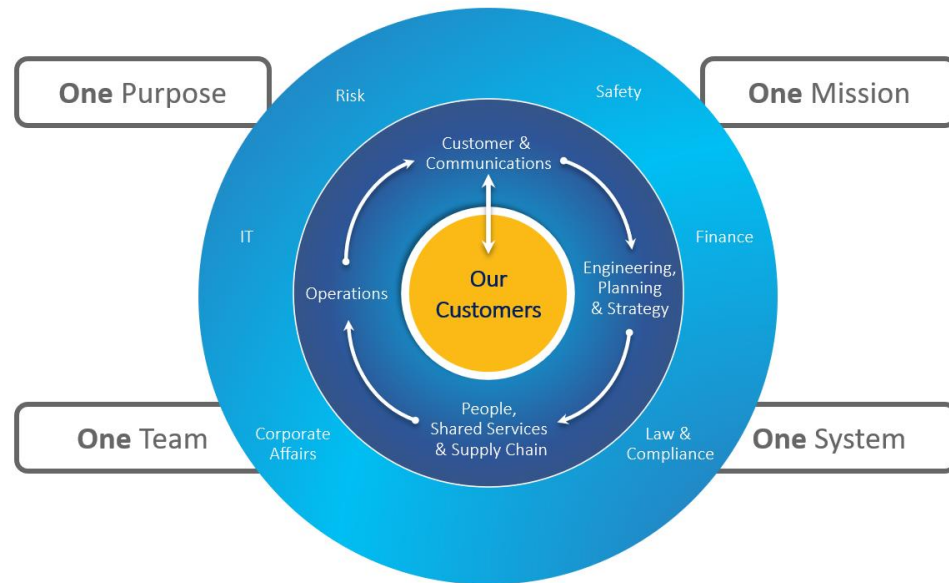 One Purpose
One Mission
Risk
Safety
Customer &
Communications
IT
Finance
Operations
Our
Customers
Engineering,
Planning
& Strategy
People,
Shared Services
& Supply Chain
One Team
Corporate
Affairs
Law &
Compliance
One System